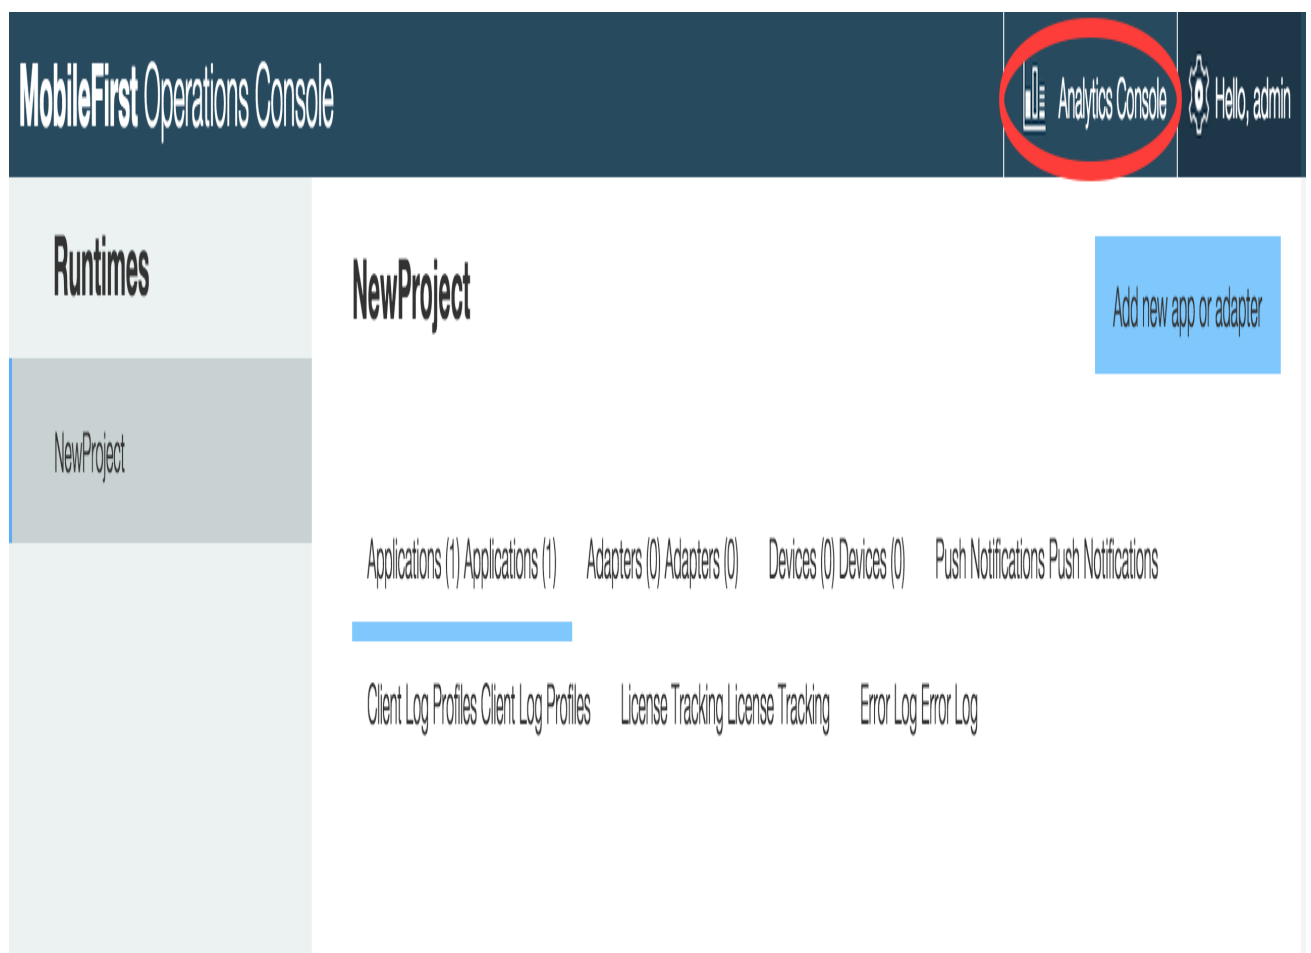 MobileFirst Operations Console
Analytics Console
Hello, admin
Runtimes
NewProject
NewProject
Add new app or adapter
Applications (1) Applications (1) Adapters (0) Adapters (0) Devices (0) Devices (0) Push Notifications Push Notifications
Client Log Profiles Client Log Profiles License Tracking License Tracking Error Log Error Log